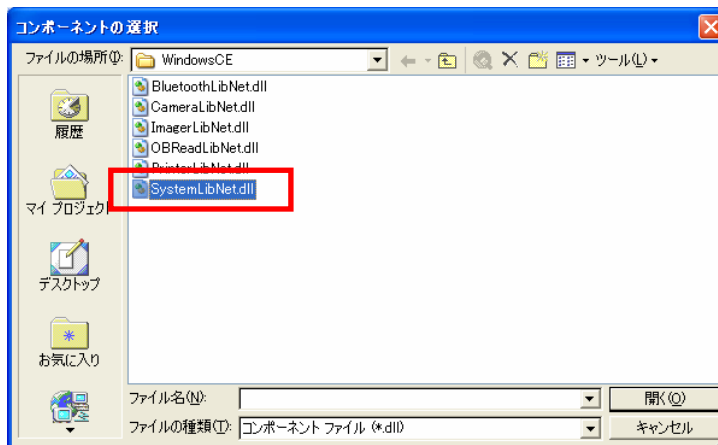 コンポーネントの選択
ファイルの場所(I): WindowsCE ツール(L)
履歴
マイ プロジェクト
デスクトップ
お気に入り
BluetoothLibNet.dll
CameraLibNet.dll
ImagerLibNet.dll
OBReadLibNet.dll
PrinterLibNet.dll
SystemLibNet.dll
ファイル名(N): 開く(O)
ファイルの種類(T): コンポーネント ファイル (*.dll) キャンセル